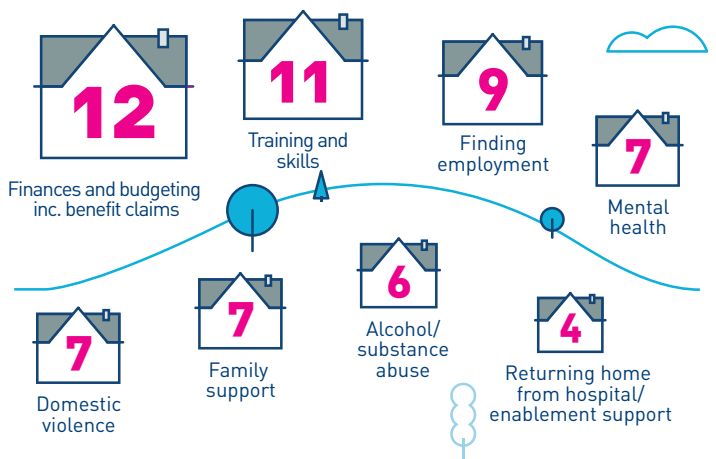 12
Finances and budgeting
inc. benefit claims
11
Training and
skills
9
Finding
employment
7
Mental
health
7
Domestic
violence
7
Family
support
6
Alcohol/
substance
abuse
4
Returning home
from hospital/
enablement support